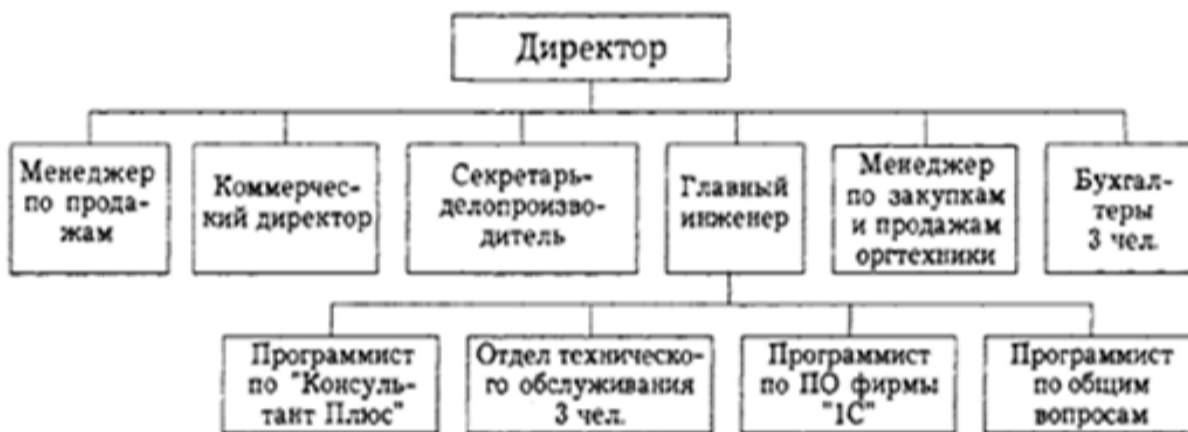 Директор
Менеджер
по прода-
жам
Коммерчес-
кий директор
Секретарь-
делопроизво-
дитель
Главный
инженер
Менеджер
по закупкам
и продажам
оргтехники
Бухгал-
теры
3 чел.
Программист
по "Консуль-
тант Плюс"
Отдел техническо-
го обслуживания
3 чел.
Программист
по ПО фирмы
"1С"
Программист
по общим
вопросам